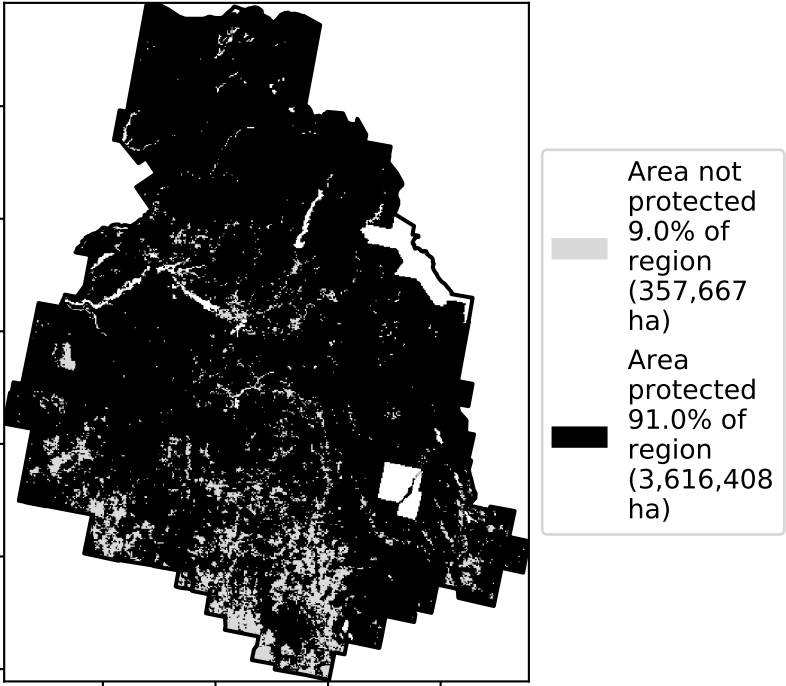 Area not
protected
9.0% of
region
(357,667
ha)
Area
protected
91.0% of
region
(3,616,408
ha)